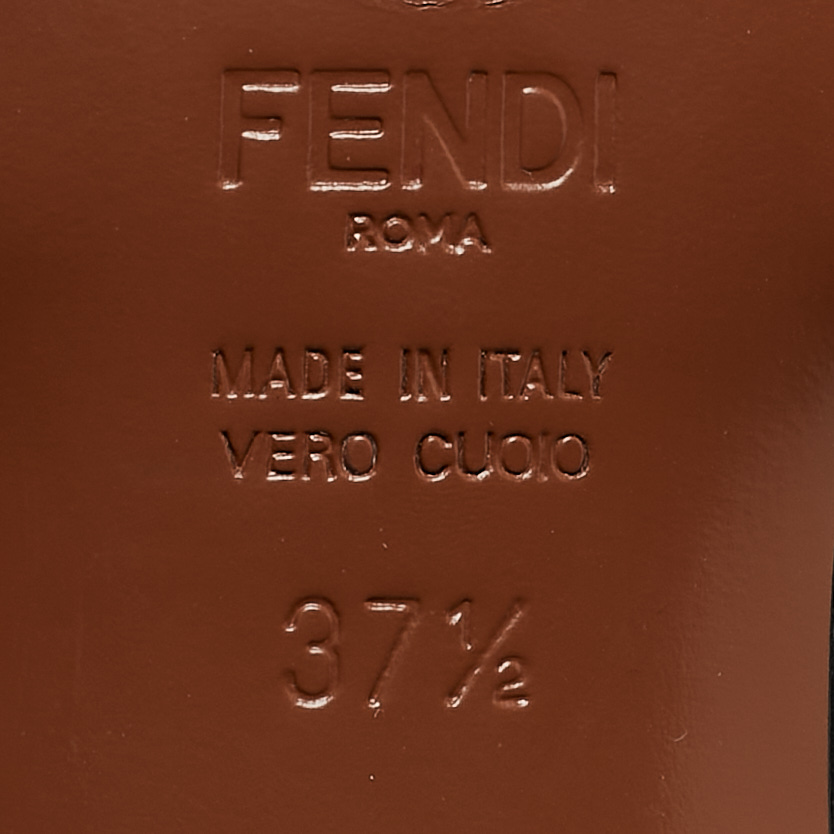 FENDI
ROMA
MADE IN ITALY
VERO CUOIO
37½